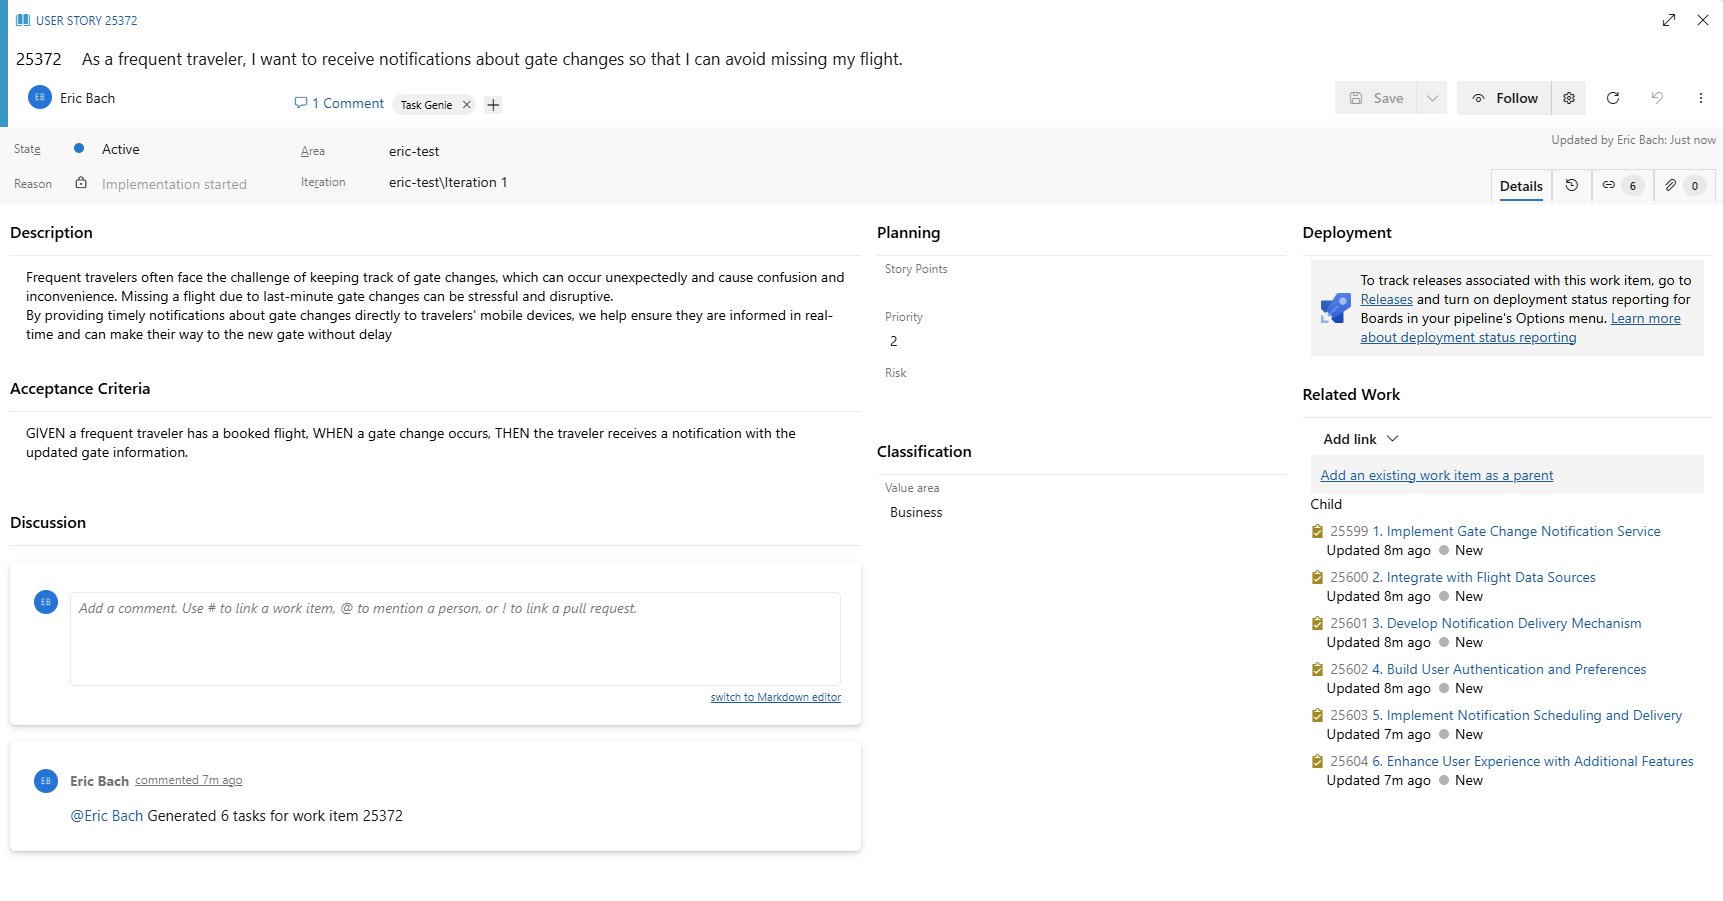 USER STORY 25372
25372 As a frequent traveler, I want to receive notifications about gate changes so that I can avoid missing my flight.
EB Eric Bach
1 Comment
Task Genie
Save
Follow
State Active
Area eric-test
Updated by Eric Bach: Just now
Reason Implementation started
Iteration eric-test\Iteration 1
Details
6
0
Description
Frequent travelers often face the challenge of keeping track of gate changes, which can occur unexpectedly and cause confusion and
inconvenience. Missing a flight due to last-minute gate changes can be stressful and disruptive.
By providing timely notifications about gate changes directly to travelers' mobile devices, we help ensure they are informed in real-
time and can make their way to the new gate without delay
Acceptance Criteria
GIVEN a frequent traveler has a booked flight, WHEN a gate change occurs, THEN the traveler receives a notification with the
updated gate information.
Discussion
EB
Add a comment. Use # to link a work item, @ to mention a person, or ! to link a pull request.
switch to Markdown editor
EB Eric Bach commented 7m ago
@Eric Bach Generated 6 tasks for work item 25372
Planning
Story Points
Priority
2
Risk
Classification
Value area
Business
Deployment
To track releases associated with this work item, go to
Releases and turn on deployment status reporting for
Boards in your pipeline's Options menu. Learn more
about deployment status reporting
Related Work
Add link
Add an existing work item as a parent
Child
25599 1. Implement Gate Change Notification Service
Updated 8m ago New
25600 2. Integrate with Flight Data Sources
Updated 8m ago New
25601 3. Develop Notification Delivery Mechanism
Updated 8m ago New
25602 4. Build User Authentication and Preferences
Updated 8m ago New
25603 5. Implement Notification Scheduling and Delivery
Updated 7m ago New
25604 6. Enhance User Experience with Additional Features
Updated 7m ago New